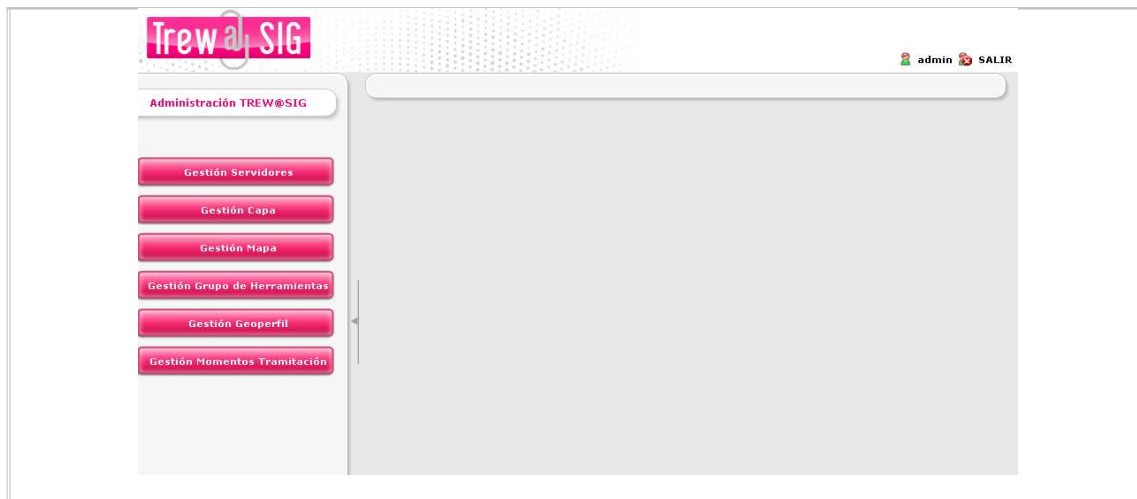 Trew@ SIG
admin SALIR
Administración TREW@SIG
Gestión Servidores
Gestión Capa
Gestión Mapa
Gestión Grupo de Herramientas
Gestión Geoperfil
Gestión Momentos Tramitación